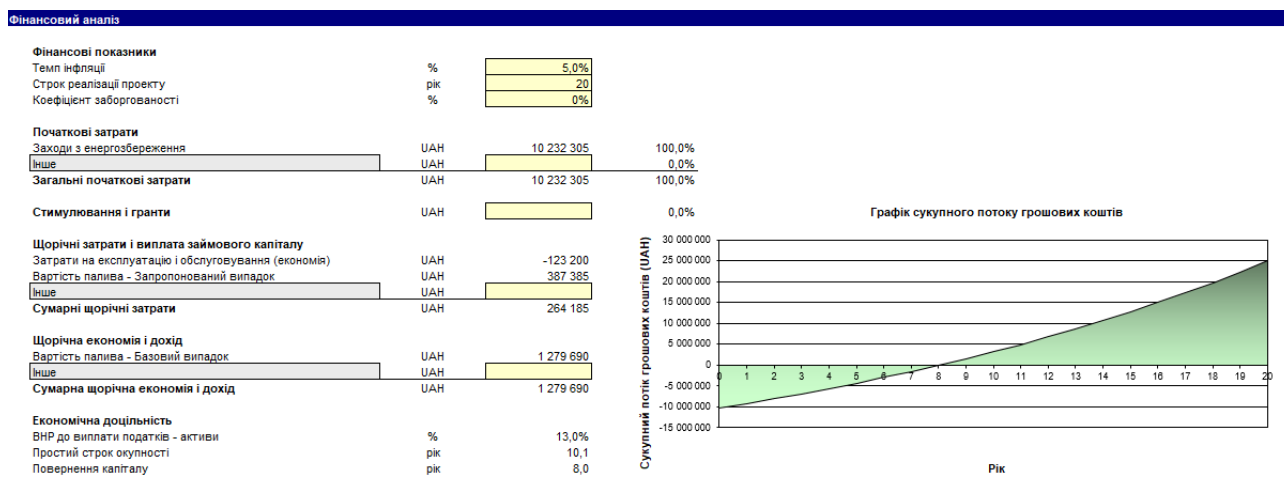 Фінансовий аналіз
Фінансові показники
Темп інфляції % 5,0%
Строк реалізації проекту рік 20
Коефіцієнт заборгованості % 0%
Початкові затрати
Заходи з енергозбереження UAH 10 232 305 100,0%
Інше UAH 0,0%
Загальні початкові затрати UAH 10 232 305 100,0%
Стимулювання і гранти UAH 0,0%
Щорічні затрати і виплата займового капіталу
Затрати на експлуатацію і обслуговування (економія) UAH -123 200
Вартість палива - Запропонований випадок UAH 387 385
Інше UAH
Сумарні щорічні затрати UAH 264 185
Щорічна економія і дохід
Вартість палива - Базовий випадок UAH 1 279 690
Інше UAH
Сумарна щорічна економія і дохід UAH 1 279 690
Економічна доцільність
ВНР до виплати податків - активи % 13,0%
Простий строк окупності рік 10,1
Повернення капіталу рік 8,0
Графік сукупного потоку грошових коштів
Сукупний потік грошових коштів (UAH)
30 000 000
25 000 000
20 000 000
15 000 000
10 000 000
5 000 000
0
-5 000 000
-10 000 000
-15 000 000
0 1 2 3 4 5 6 7 8 9 10 11 12 13 14 15 16 17 18 19 20
Рік